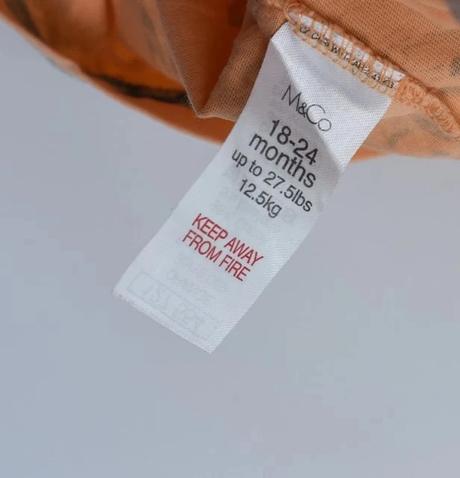 M&Co
18-24
months
up to 27.5lbs
12.5kg
KEEP AWAY
FROM FIRE